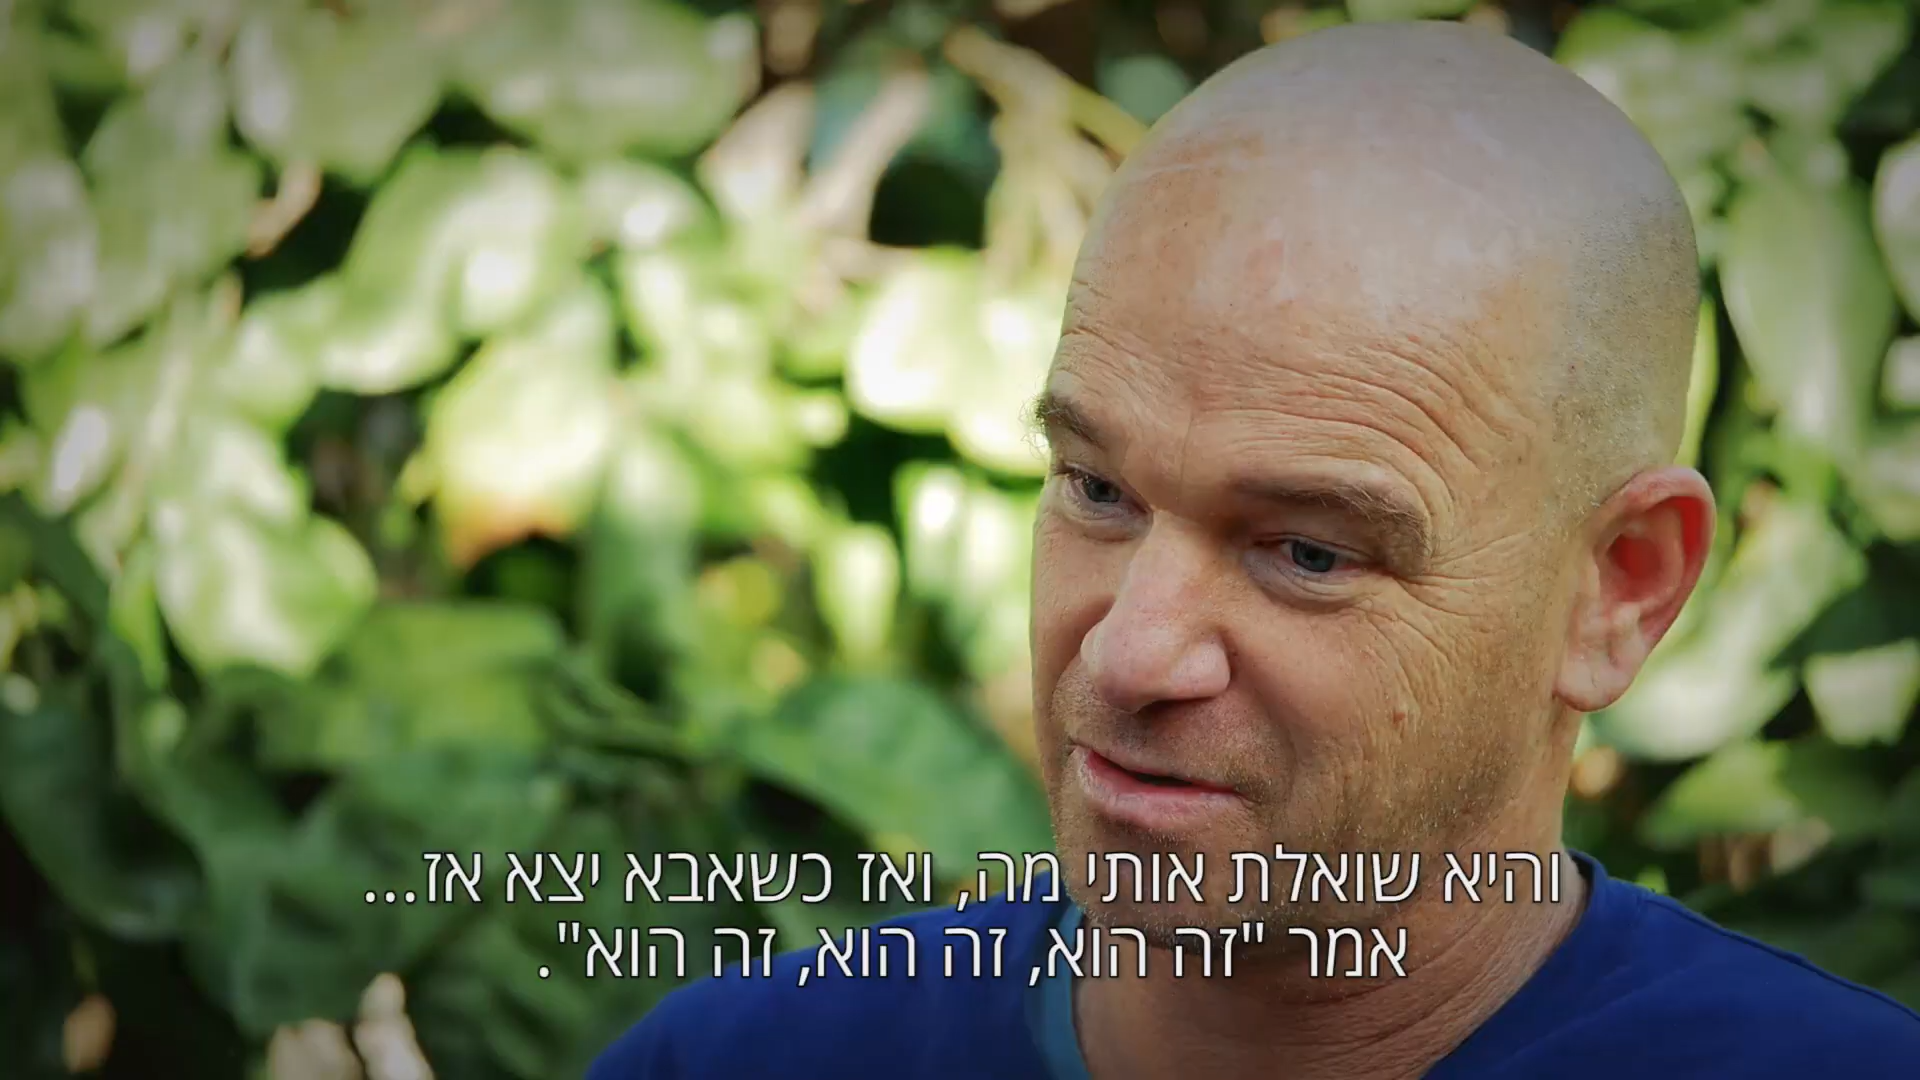 והיא שואלת אותי מה, ואז כשאבא יצא אז...
אמר "זה הוא, זה הוא, זה הוא".